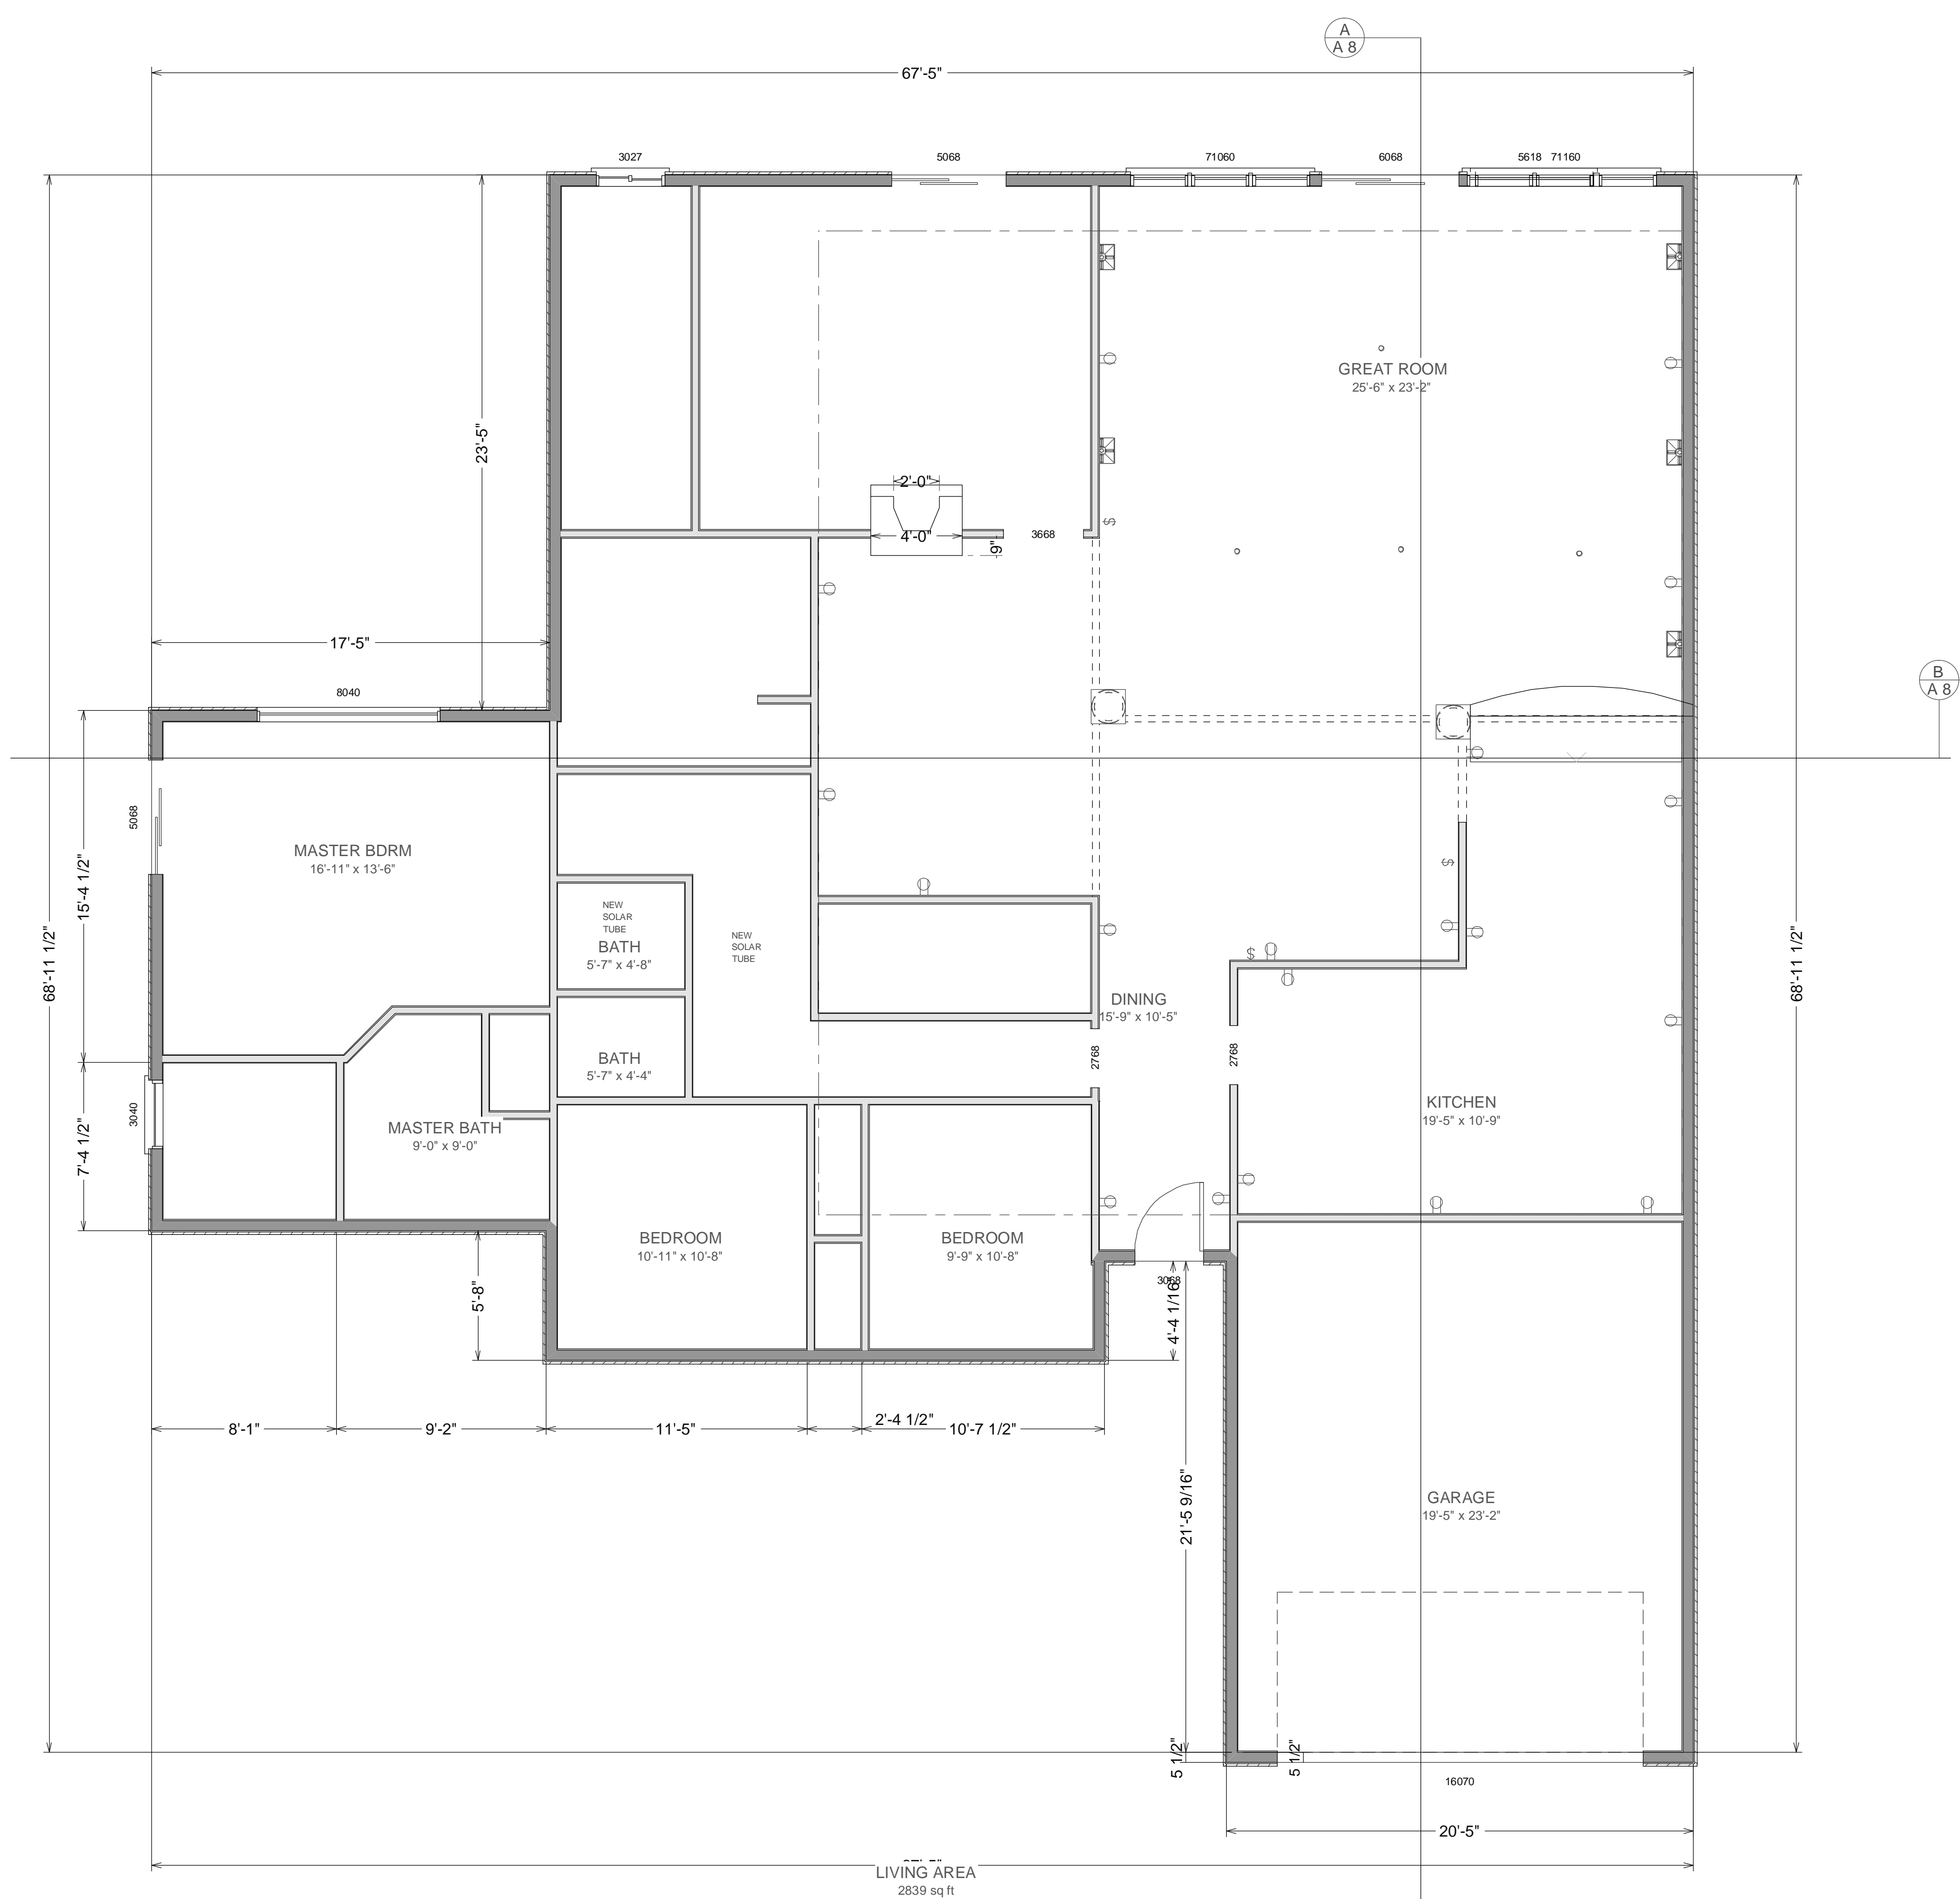 A
A 8
67'-5"
3027
5068
71060
6068
5618
71160
GREAT ROOM
25'-6" x 23'-2"
23'-5"
2'-0"
4'-0"
9"
3668
$
17'-5"
8040
B
A 8
5068
MASTER BDRM
16'-11" x 13'-6"
15'-4 1/2"
68'-11 1/2"
68'-11 1/2"
$
NEW
SOLAR
TUBE
BATH
5'-7" x 4'-8"
NEW
SOLAR
TUBE
$
DINING
15'-9" x 10'-5"
2768
2768
BATH
5'-7" x 4'-4"
3040
7'-4 1/2"
MASTER BATH
9'-0" x 9'-0"
KITCHEN
19'-5" x 10'-9"
BEDROOM
10'-11" x 10'-8"
BEDROOM
9'-9" x 10'-8"
3068
5'-8"
4'-4 1/16"
8'-1"
9'-2"
11'-5"
2'-4 1/2"
10'-7 1/2"
21'-5 9/16"
GARAGE
19'-5" x 23'-2"
5 1/2"
5 1/2"
16070
20'-5"
LIVING AREA
2839 sq ft